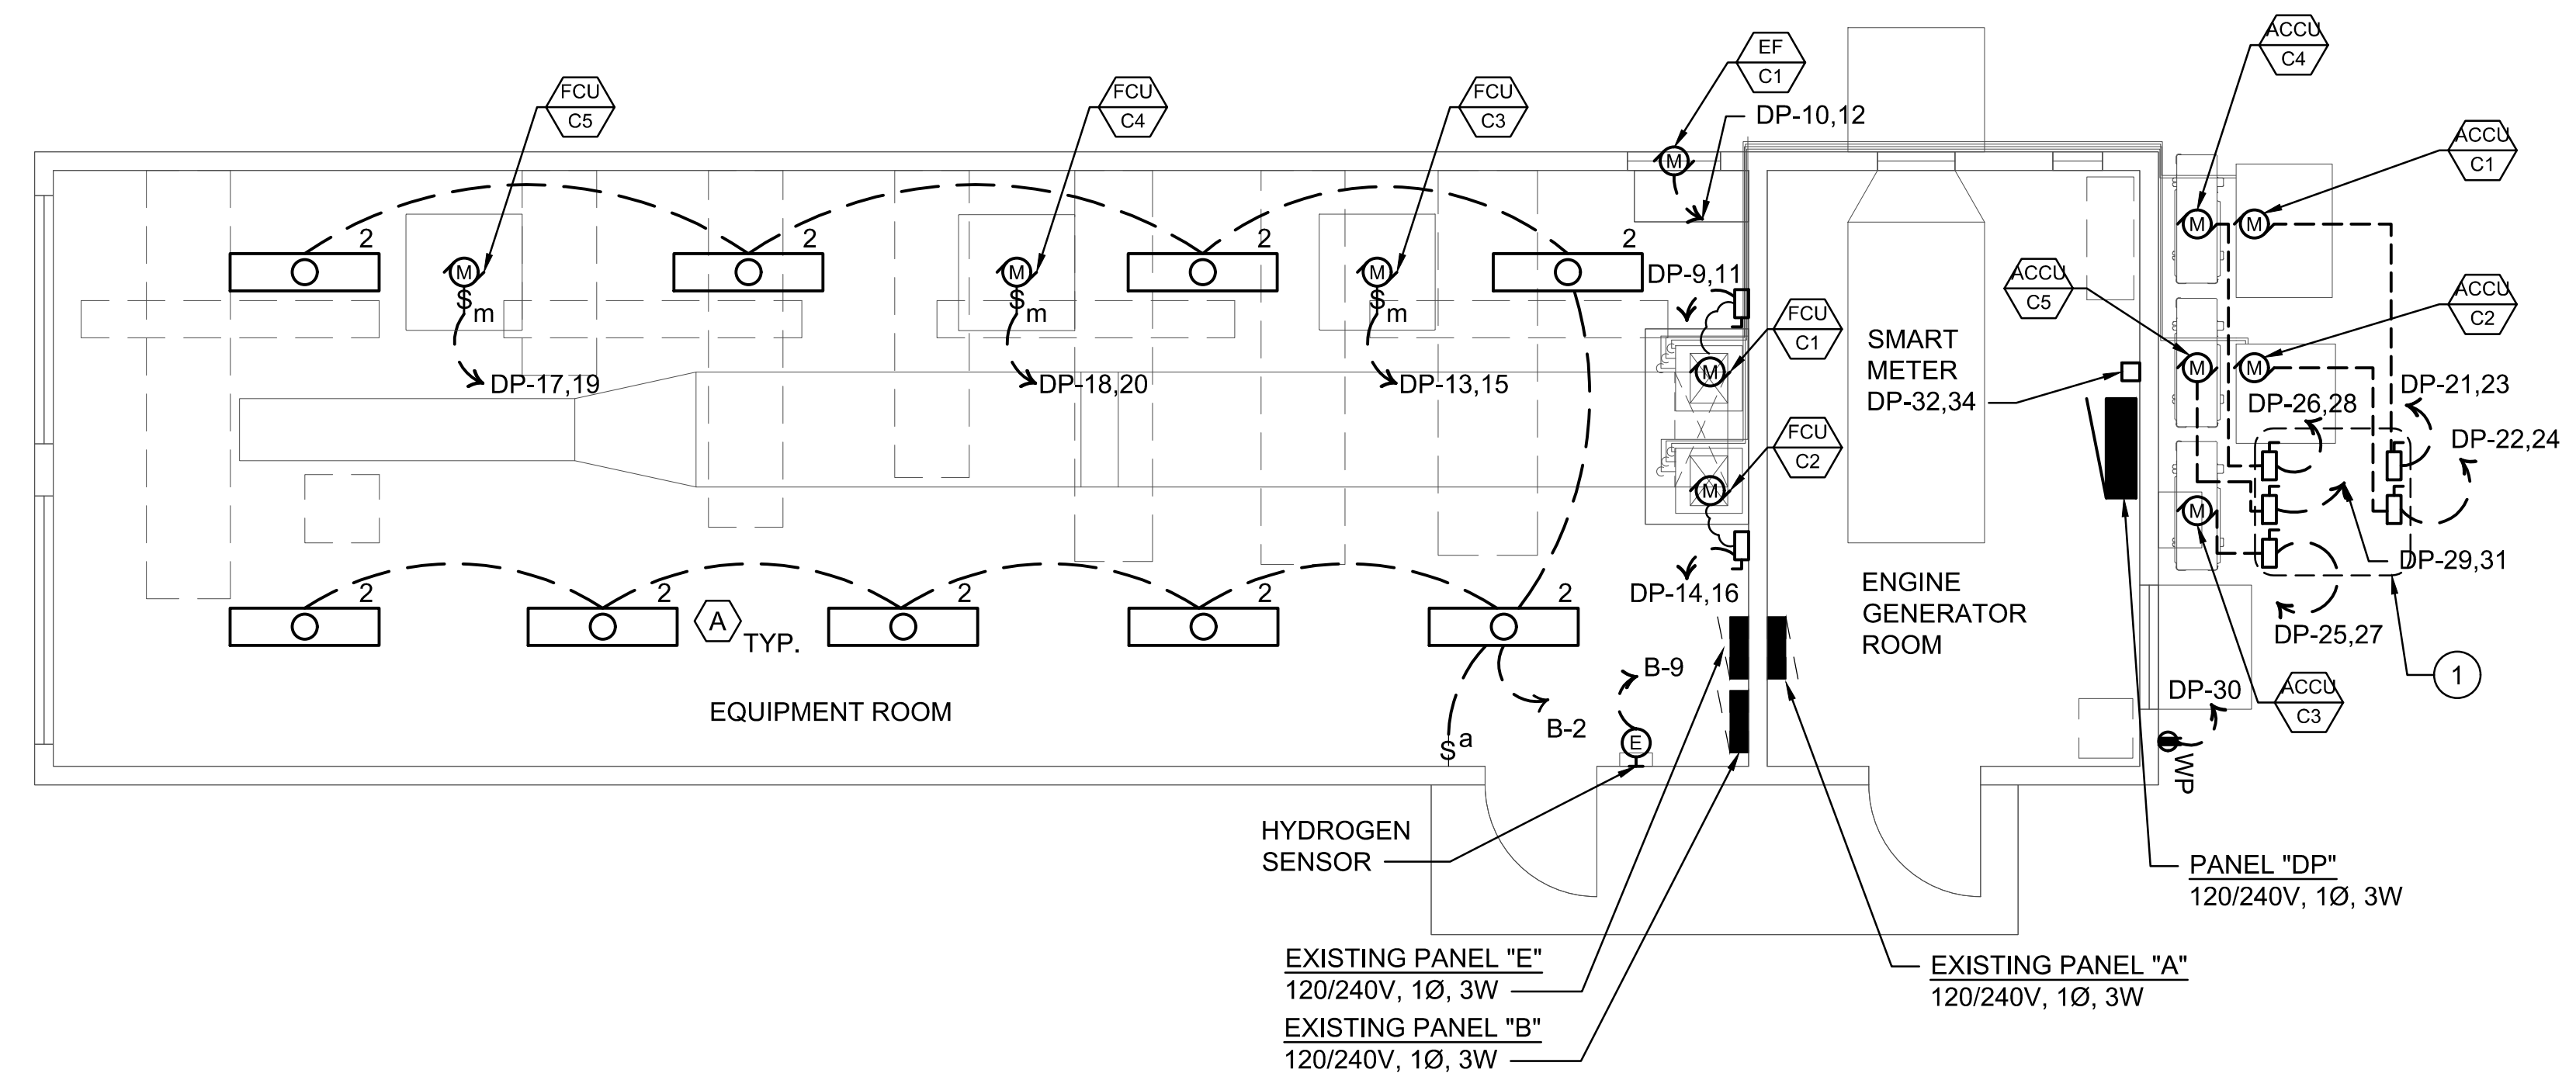 ACCU
C4
EF
C1
FCU
C5
FCU
C4
FCU
C3
DP-10,12
ACCU
C1
M
M
M
2
2
2
2
M
M
M
DP-9,11
ACCU
C5
ACCU
C2
$m
$m
$m
FCU
C1
SMART
METER
DP-32,34
M
M
M
DP-17,19
DP-18,20
DP-13,15
DP-21,23
DP-26,28
FCU
C2
DP-22,24
M
M
DP-29,31
DP-14,16
ENGINE
GENERATOR
ROOM
2
2
2
2
2
A
TYP.
DP-25,27
1
B-9
DP-30
ACCU
C3
EQUIPMENT ROOM
B-2
Sa
E
WP
HYDROGEN
SENSOR
PANEL "DP"
120/240V, 1Ø, 3W
EXISTING PANEL "E"
120/240V, 1Ø, 3W
EXISTING PANEL "A"
120/240V, 1Ø, 3W
EXISTING PANEL "B"
120/240V, 1Ø, 3W